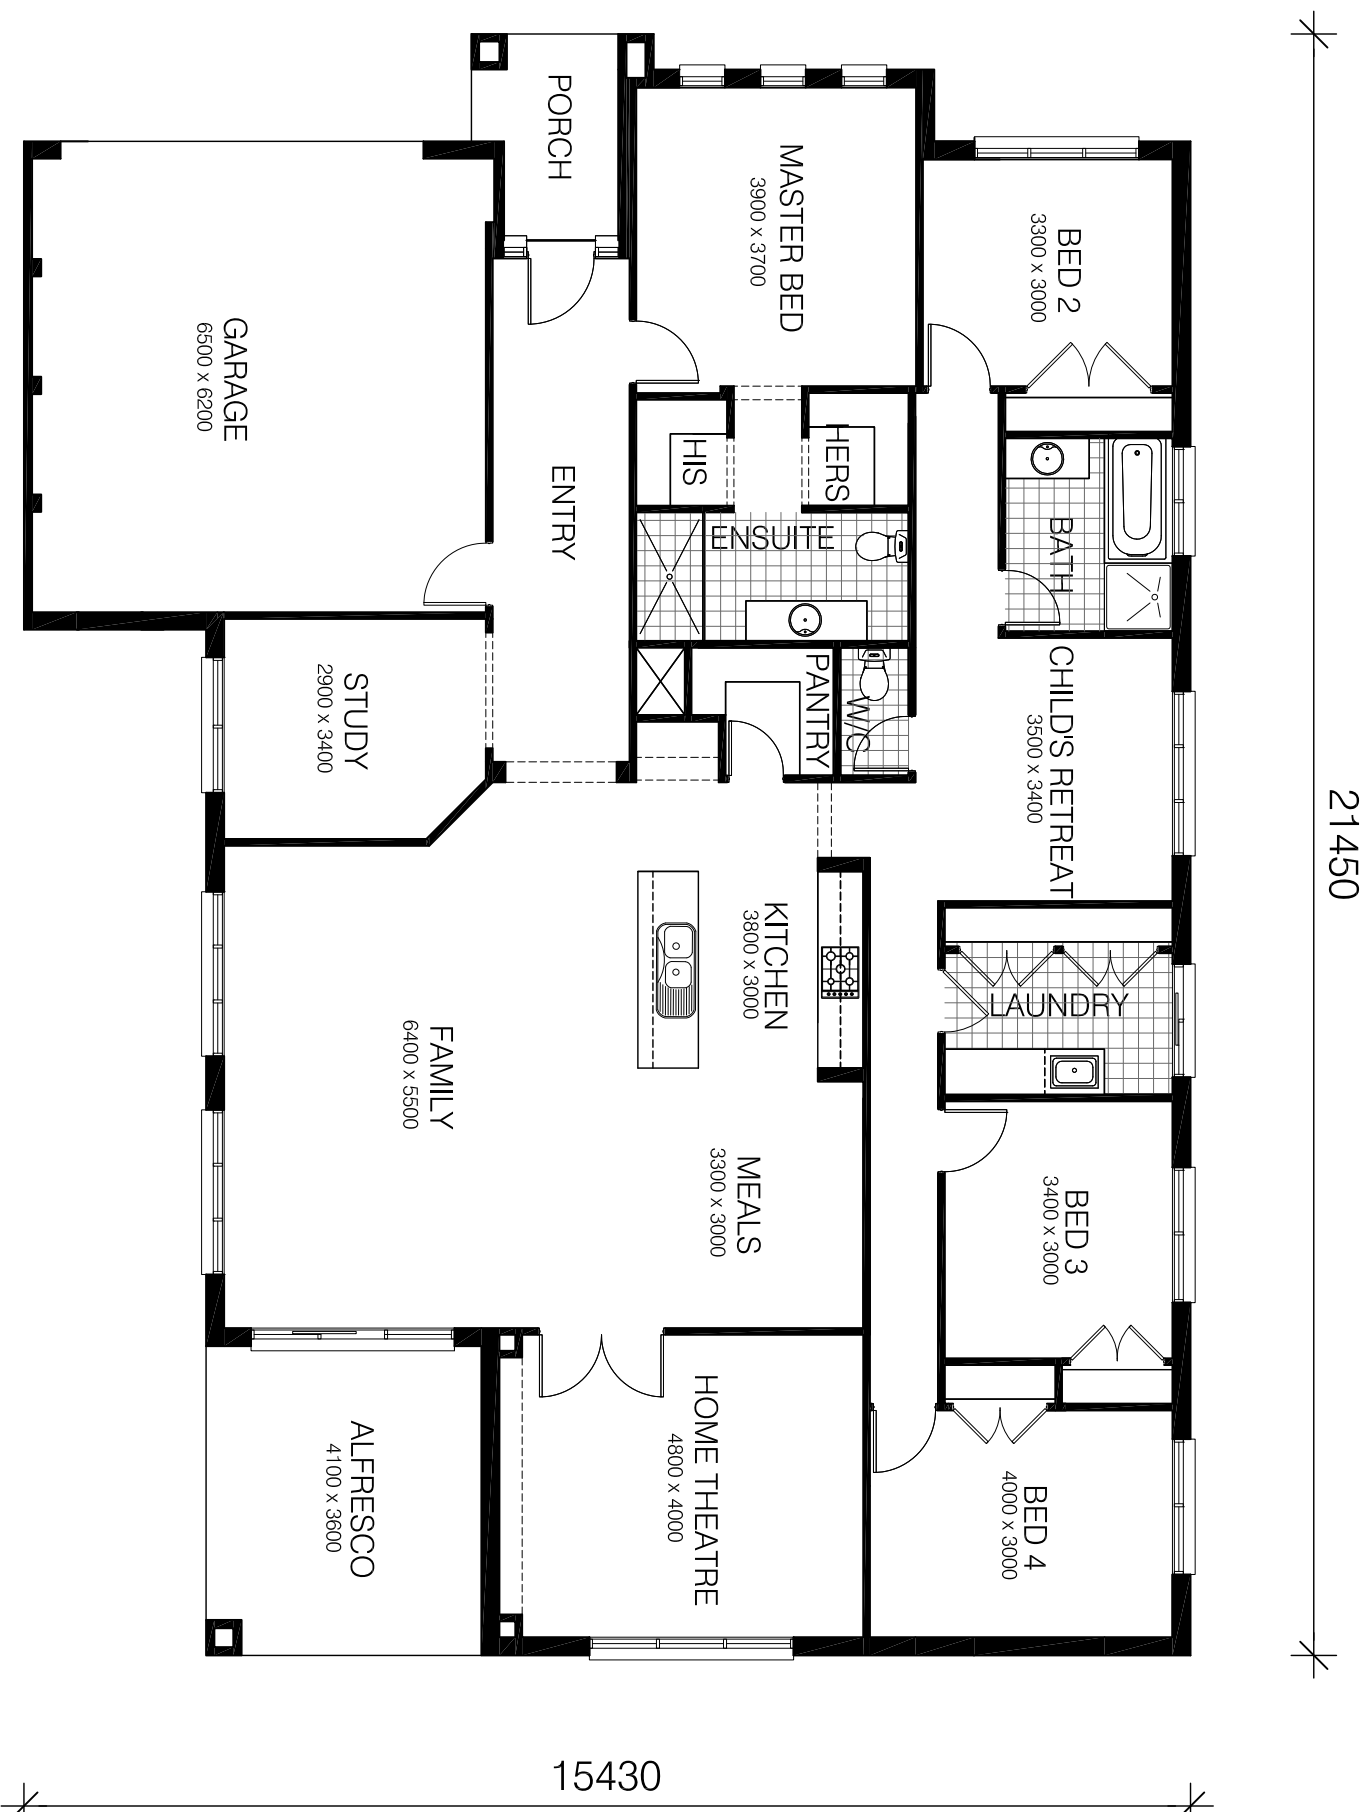 PORCH
MASTER BED
3900 x 3700
BED 2
3300 x 3000
GARAGE
6500 x 6200
ENTRY
HIS
HERS
ENSUITE
BATH
STUDY
2900 x 3400
PANTRY
W/C
CHILD'S RETREAT
3500 x 3400
21450
KITCHEN
3800 x 3000
LAUNDRY
FAMILY
6400 x 5500
MEALS
3300 x 3000
BED 3
3400 x 3000
ALFRESCO
4100 x 3600
HOME THEATRE
4800 x 4000
BED 4
4000 x 3000
15430